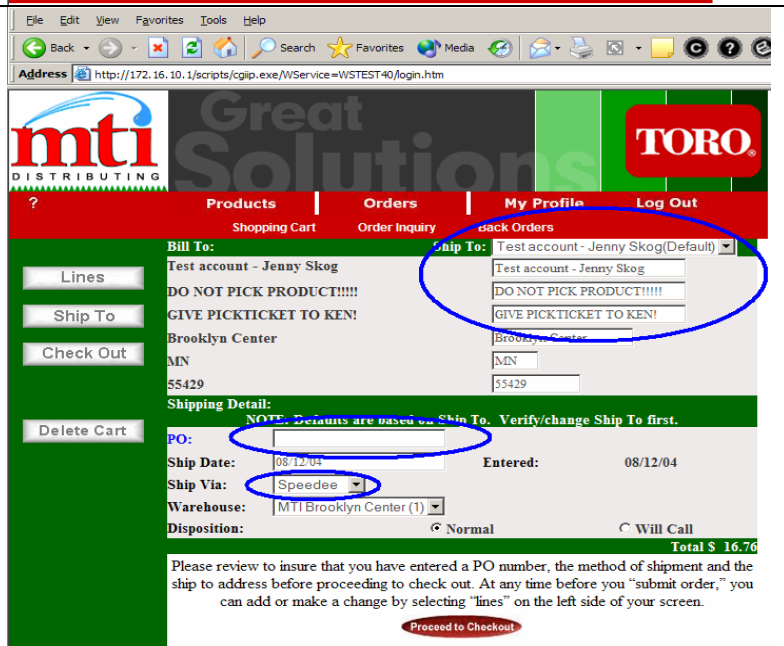 File Edit View Favorites Tools Help
Back Search Favorites Media
Address http://172.16.10.1/scripts/cgiip.exe/WService=WSTEST40/login.htm
Great
Solutions
mti
DISTRIBUTING
TORO.
? Products Orders My Profile Log Out
Shopping Cart Order Inquiry Back Orders
Bill To: Ship To: Test account - Jenny Skog(Default)
Lines
Test account - Jenny Skog Test account - Jenny Skog
DO NOT PICK PRODUCT!!!!! DO NOT PICK PRODUCT!!!!!
Ship To
GIVE PICKTICKET TO KEN! GIVE PICKTICKET TO KEN!
Brooklyn Center Brooklyn Center
Check Out
MN MN
55429 55429
Shipping Detail:
NOTE: Defaults are based on Ship To. Verify/change Ship To first.
Delete Cart
PO:
Ship Date: 08/12/04 Entered: 08/12/04
Ship Via: Speedee
Warehouse: MTI Brooklyn Center (1)
Disposition: Normal Will Call
Total $ 16.76
Please review to insure that you have entered a PO number, the method of shipment and the
ship to address before proceeding to check out. At any time before you “submit order,” you
can add or make a change by selecting “lines” on the left side of your screen.
Proceed to Checkout